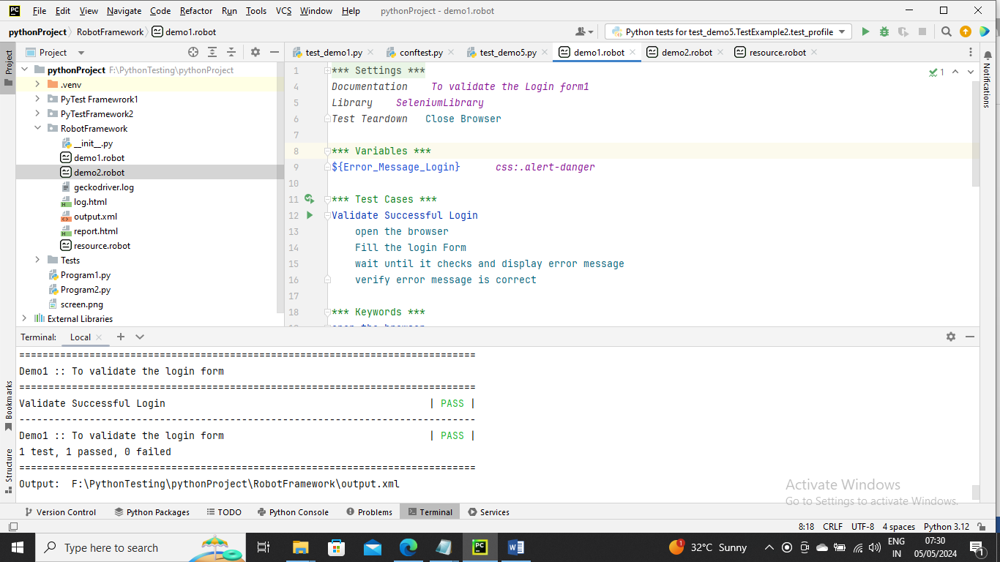 PC File Edit View Navigate Code Refactor Run Tools VCS Window Help pythonProject - demo1.robot
pythonProject RobotFramework demo1.robot Python tests for test_demo5.TestExample2.test_profile
Project
Project
test_demo1.py conftest.py test_demo5.py demo1.robot demo2.robot resource.robot
Notifications
pythonProject F:\PythonTesting\pythonProject
.venv
PyTest Framewrork1
PyTestFramework2
RobotFramework
__init__.py
demo1.robot
demo2.robot
geckodriver.log
log.html
output.xml
report.html
resource.robot
Tests
Program1.py
Program2.py
screen.png
External Libraries
1 *** Settings ***
1
4 Documentation To validate the Login form1
5 Library SeleniumLibrary
6 Test Teardown Close Browser
7
8 *** Variables ***
9 ${Error_Message_Login} css:.alert-danger
10
11 *** Test Cases ***
12 Validate Successful Login
13 open the browser
14 Fill the login Form
15 wait until it checks and display error message
16 verify error message is correct
17
18 *** Keywords ***
Terminal: Local
==============================================================================
Demo1 :: To validate the login form
==============================================================================
Validate Successful Login | PASS |
------------------------------------------------------------------------------
Demo1 :: To validate the login form | PASS |
1 test, 1 passed, 0 failed
==============================================================================
Output: F:\PythonTesting\pythonProject\RobotFramework\output.xml
Bookmarks
Structure
Activate Windows
Go to Settings to activate Windows.
Version Control Python Packages TODO Python Console Problems Terminal Services
8:18 CRLF UTF-8 4 spaces Python 3.12
Type here to search
PC
1
32°C Sunny
ENG
IN
07:30
05/05/2024
1